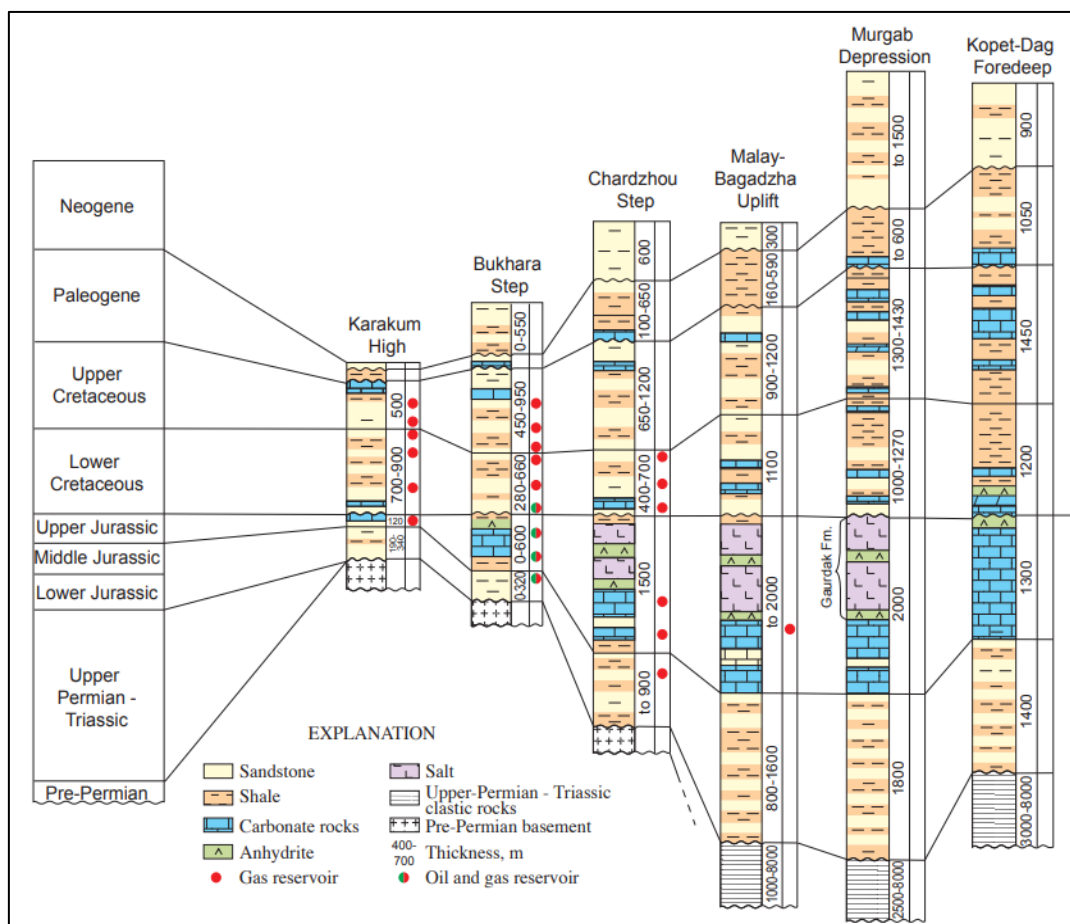 Murgab
Depression
Kopet-Dag
Foredeep
Malay-
Bagadzha
Uplift
Chardzhou
Step
Bukhara
Step
Karakum
High
Neogene
Paleogene
Upper
Cretaceous
Lower
Cretaceous
Upper Jurassic
Middle Jurassic
Lower Jurassic
Upper
Permian -
Triassic
Pre-Permian
500
700-900
120
190-
340
0-550
450-950
280-660
0-600
0-320
600
100-650
650-1200
400-700
1500
to 900
300
160-590
900-1200
1100
to 2000
800-1600
1000-8000
to 1500
to 600
1300-1430
1000-1270
Gaurdak Fm.
2000
1800
2500-8000
900
1050
1450
1200
1300
1400
3000-8000
EXPLANATION
Sandstone
Shale
Carbonate rocks
Anhydrite
Gas reservoir
Salt
Upper-Permian - Triassic
clastic rocks
Pre-Permian basement
400-
700
Thickness, m
Oil and gas reservoir